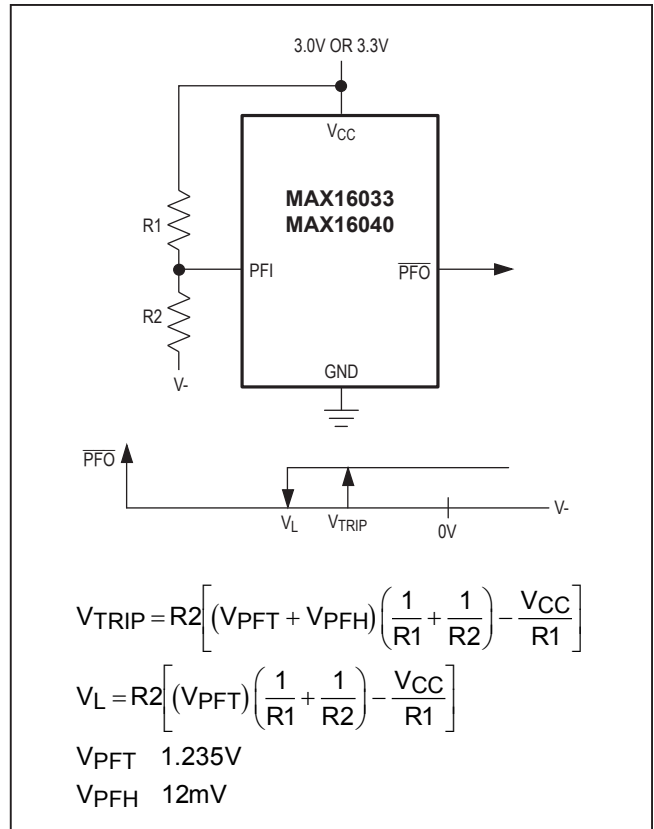 3.0V OR 3.3V
VCC
MAX16033
MAX16040
R1
PFI
PFO
R2
V-
GND
PFO
VL
VTRIP
0V
V-
VTRIP = R2[(VPFT + VPFH)(1/R1 + 1/R2) − VCC/R1]
VL = R2[(VPFT)(1/R1 + 1/R2) − VCC/R1]
VPFT 1.235V
VPFH 12mV